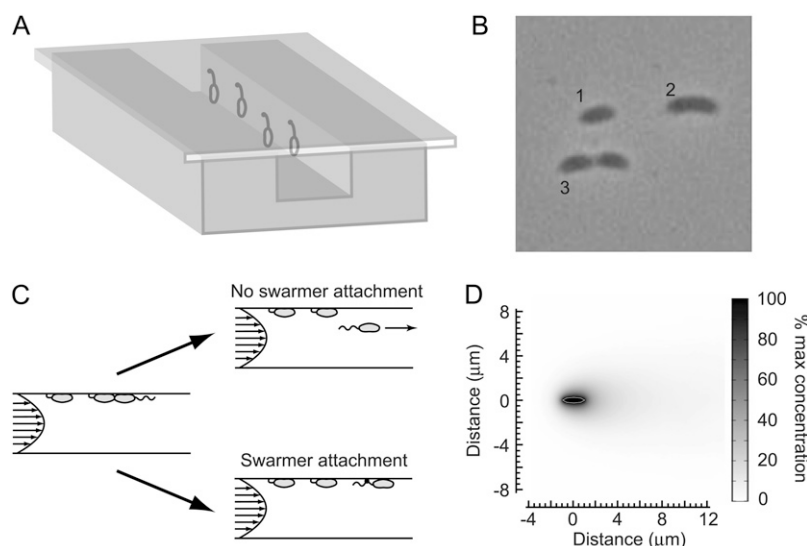 A
B
1
2
3
C
No swarmer attachment
Swarmer attachment
D
8
4
0
-4
-8
Distance (μm)
-4 0 4 8 12
Distance (μm)
100
80
60
40
20
0
% max concentration